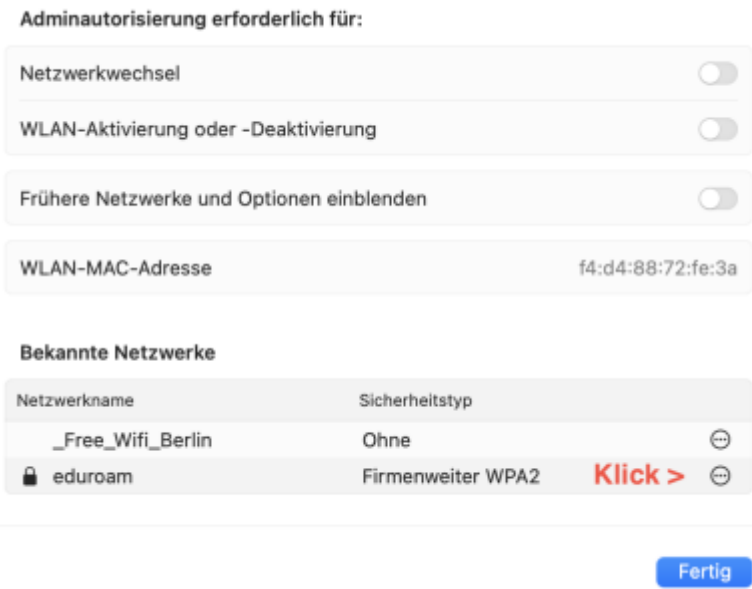 Adminautorisierung erforderlich für:
Netzwerkwechsel
WLAN-Aktivierung oder -Deaktivierung
Frühere Netzwerke und Optionen einblenden
WLAN-MAC-Adresse f4:d4:88:72:fe:3a
Bekannte Netzwerke
Netzwerkname Sicherheitstyp
_Free_Wifi_Berlin Ohne
eduroam Firmenweiter WPA2 Klick >
Fertig